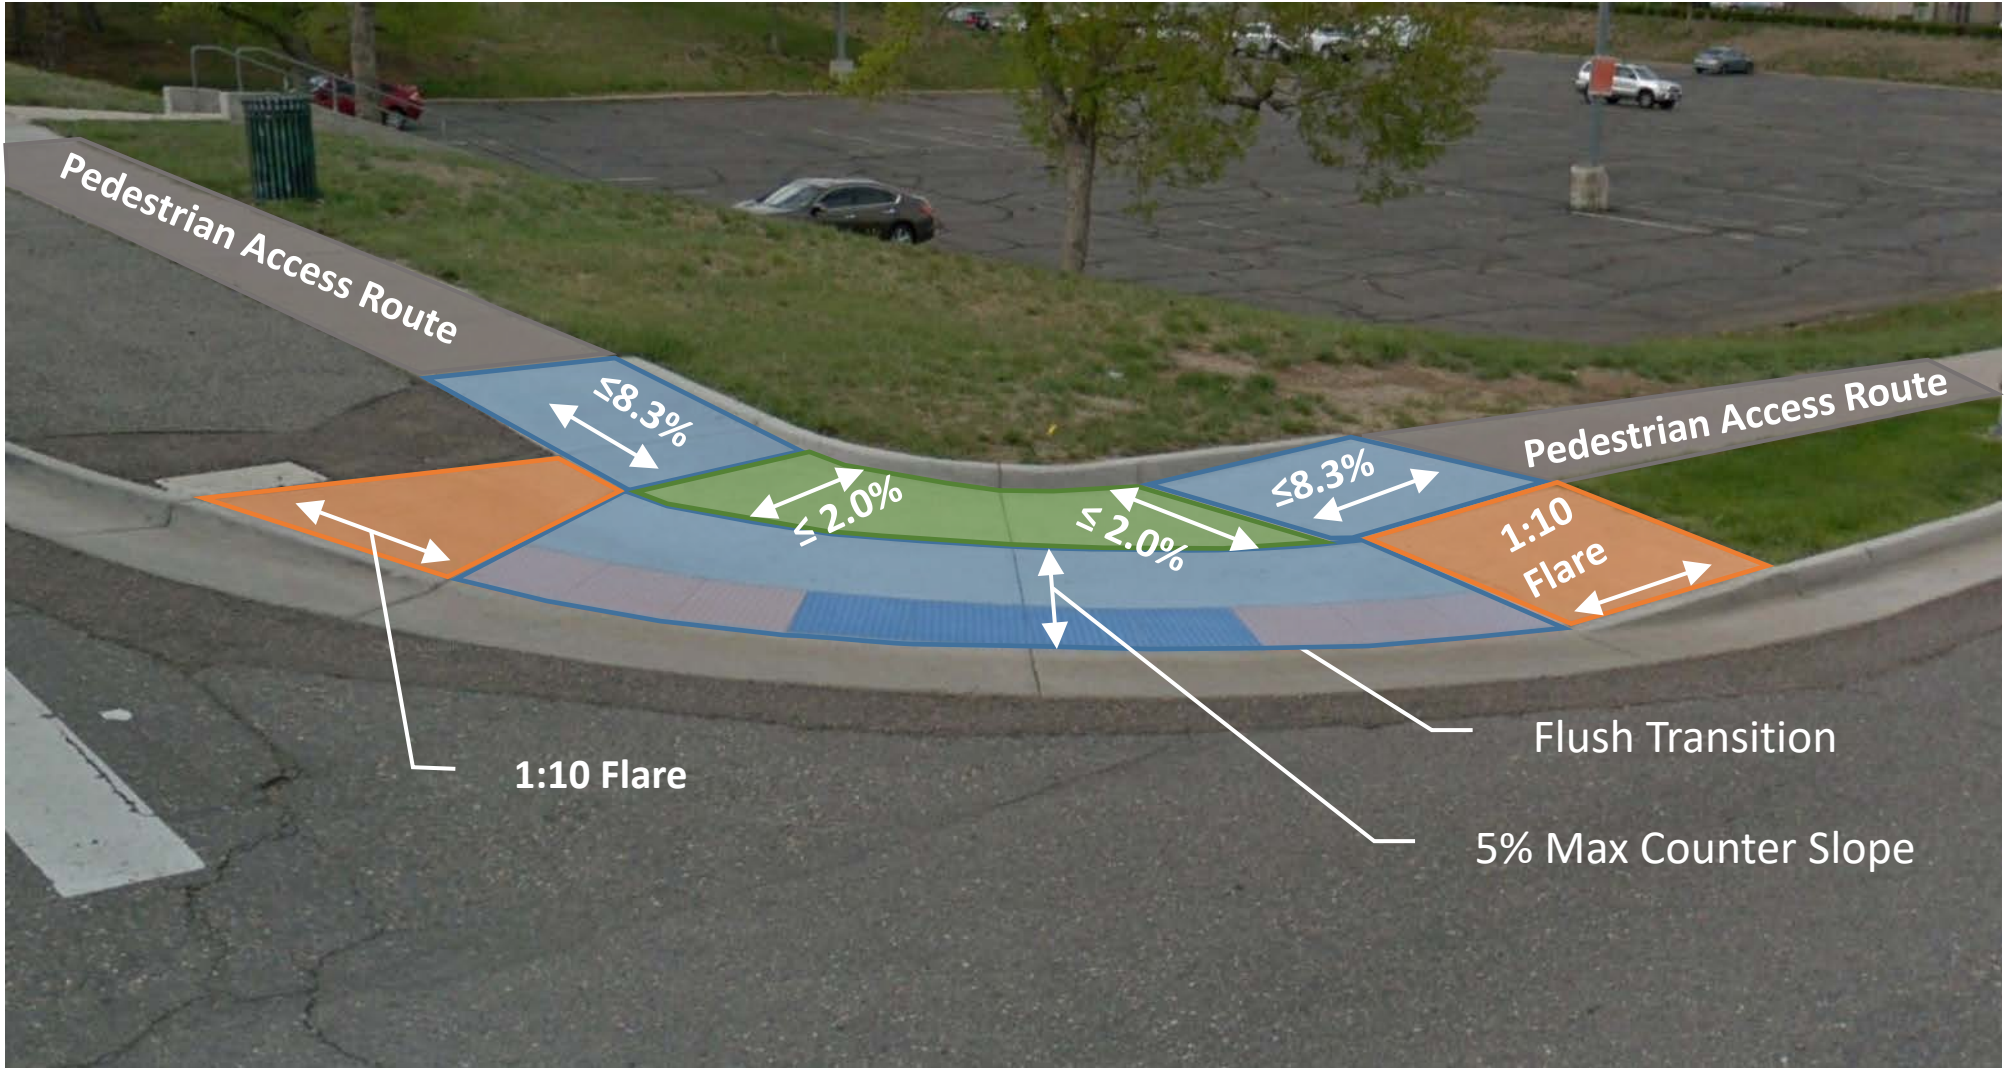 Pedestrian Access Route
≤8.3%
≤ 2.0%
≤ 2.0%
≤8.3%
Pedestrian Access Route
1:10
Flare
1:10 Flare
Flush Transition
5% Max Counter Slope